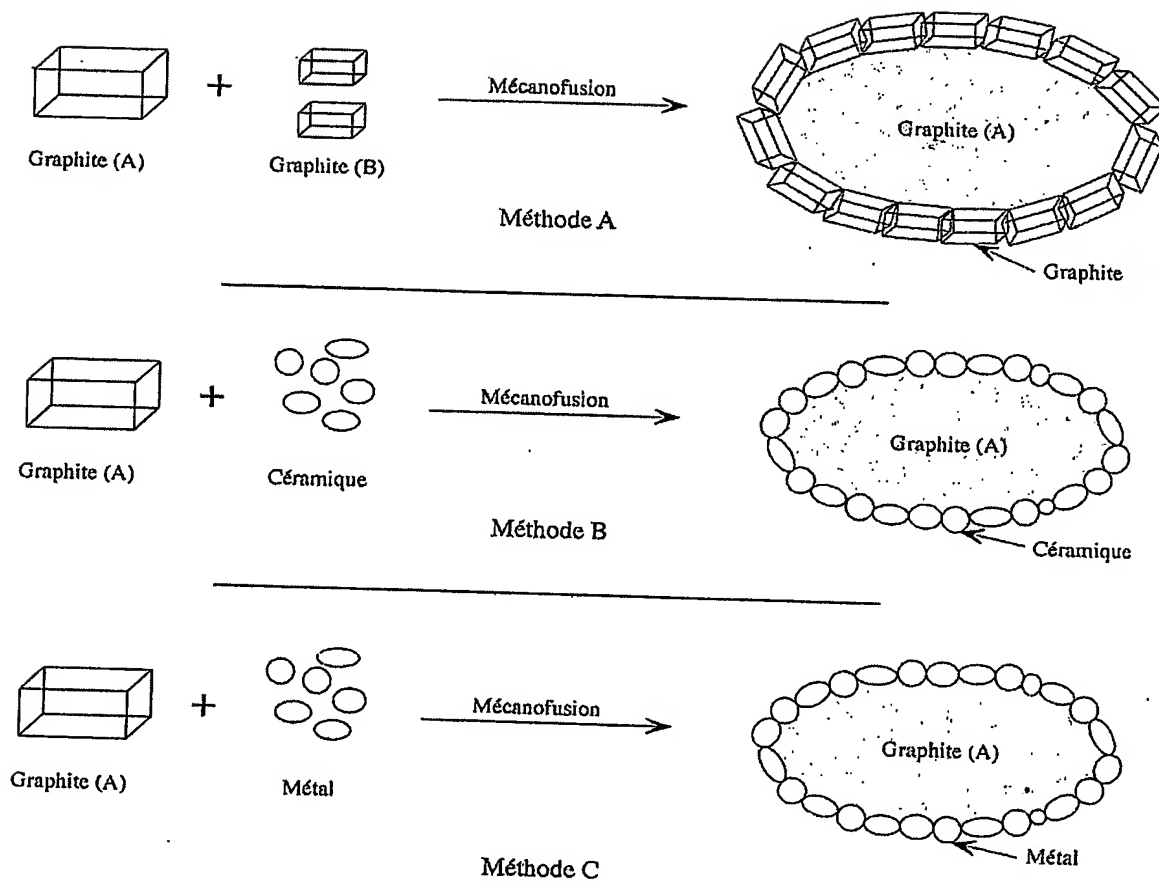 +
Mécanofusion
Graphite (A)
Graphite (A)
Graphite (B)
Méthode A
Graphite
+
Mécanofusion
Graphite (A)
Graphite (A)
Céramique
Méthode B
Céramique
+
Mécanofusion
Graphite (A)
Graphite (A)
Métal
Méthode C
Métal